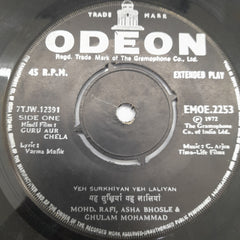 TRADE MARK
ODEON
Regd. Trade Mark of The Gramophone Co. Ltd.
45 R.P.M.
EXTENDED PLAY
7TJW.12391
SIDE ONE
Hindi Film:
GURU AUR
CHELA
Lyric:
Varma Malik
EMOE.2253
℗ 1972
The Gramophone
Co. of India Ltd.
Music: C. Arjun
Time-Life Films
YEH SURKHIYAN YEH LALIYAN
यह सुर्खियां यह लालियां
MOHD. RAFI, ASHA BHOSLE &
GHULAM MOHAMMAD